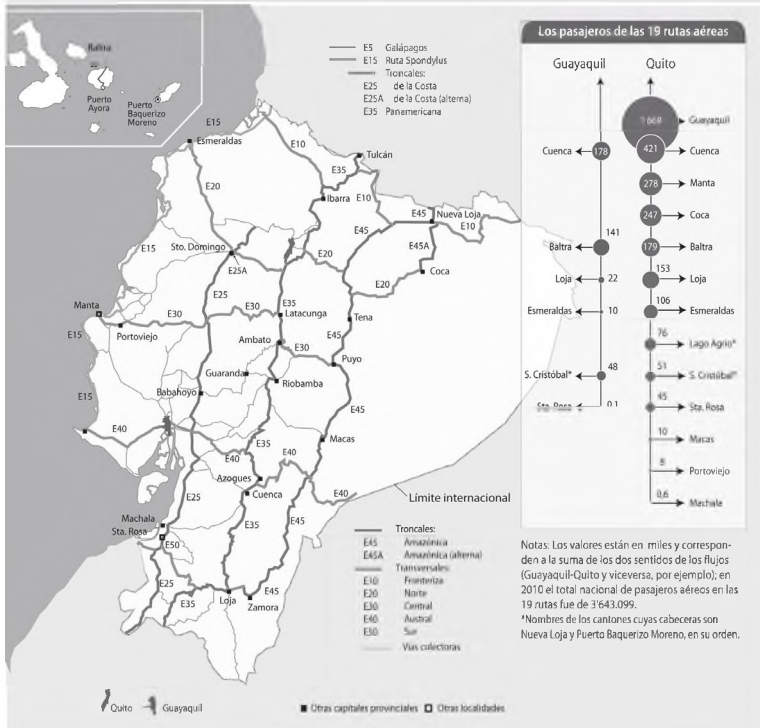 Baltra
Puerto
Ayora
Puerto
Baquerizo
Moreno
E5 Galápagos
E15 Ruta Spondylus
Troncales:
E25 de la Costa
E25A de la Costa (alterna)
E35 Panamericana
E15
Esmeraldas
E10
Tulcán
E35
E20
Ibarra
E10
E45
Nueva Loja
E10
E45
E15
Sto. Domingo
E20
E45A
E25A
Coca
E20
E25
E35
Manta
E30
E30
Latacunga
Tena
E15
Portoviejo
E45
Ambato
E30
Puyo
Guaranda
Riobamba
E15
Babahoyo
E45
E40
E35
Macas
E40
E40
Azogues
E25
Cuenca
E40
Límite internacional
Machala
Sta. Rosa
E35
E45
E50
E25
E35
Loja
E45
Zamora
Troncales:
E45 Amazónica
E45A Amazónica (alterna)
Transversales:
E10 Fronteriza
E20 Norte
E30 Central
E40 Austral
E50 Sur
Vías colectoras
Quito
Guayaquil
Otras capitales provinciales
Otras localidades
Los pasajeros de las 19 rutas aéreas
Guayaquil Quito
1 668 Guayaquil
Cuenca 178
421 Cuenca
278 Manta
247 Coca
Baltra 141
179 Baltra
Loja 22
153 Loja
Esmeraldas 10
106 Esmeraldas
76 Lago Agrio*
S. Cristóbal* 48
51 S. Cristóbal*
Sta. Rosa 0,1
45 Sta. Rosa
10 Macas
8 Portoviejo
0,6 Machala
Notas: Los valores están en miles y correspon-
den a la suma de los dos sentidos de los flujos
(Guayaquil-Quito y viceversa, por ejemplo); en
2010 el total nacional de pasajeros aéreos en las
19 rutas fue de 3'643.099.
*Nombres de los cantones cuyas cabeceras son
Nueva Loja y Puerto Baquerizo Moreno, en su orden.